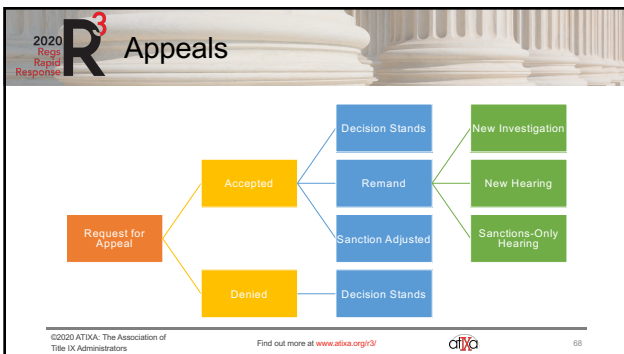 2020
Regs
Rapid
Response
R3
Appeals
Request for
Appeal
Accepted
Denied
Decision Stands
Remand
Sanction Adjusted
Decision Stands
New Investigation
New Hearing
Sanctions-Only
Hearing
©2020 ATIXA: The Association of
Title IX Administrators
Find out more at www.atixa.org/r3/
atIXa
68